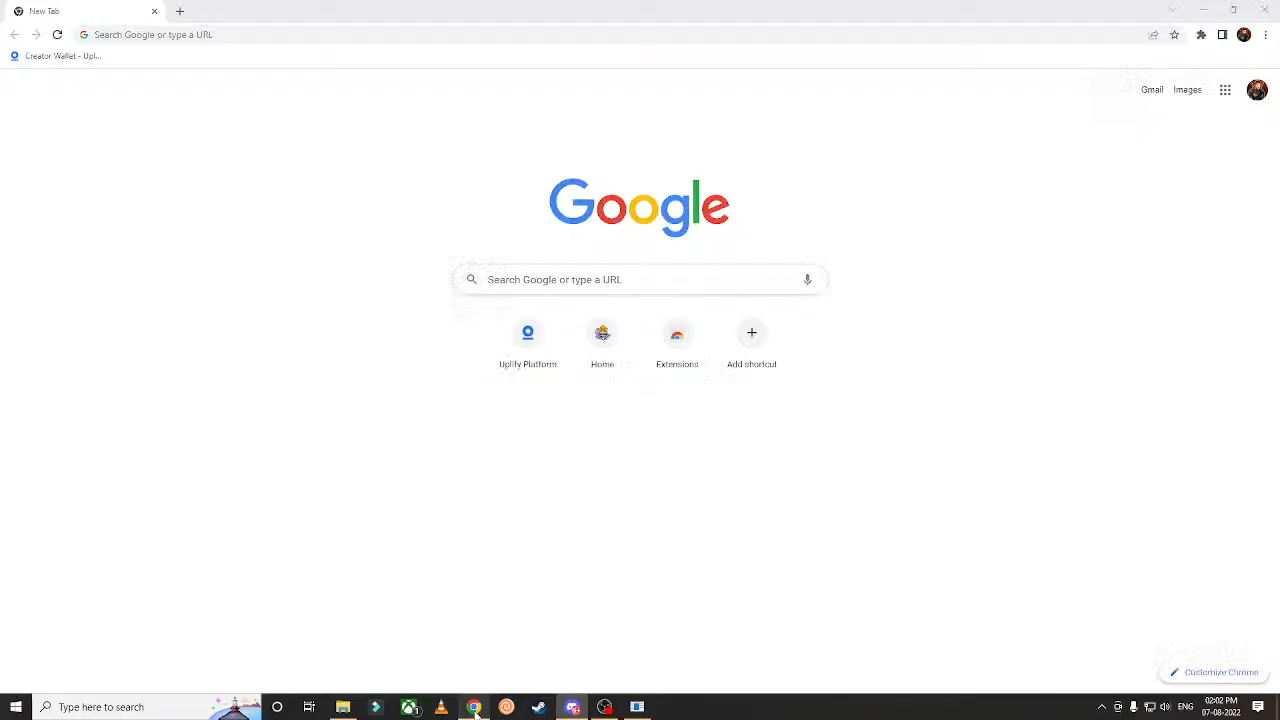 New Tab
Search Google or type a URL
Creator Wallet - Upl...
Gmail Images
Google
Search Google or type a URL
Uplify Platform Home Extensions Add shortcut
Customize Chrome
Type here to search
ENG
02:02 PM
07-08-2022